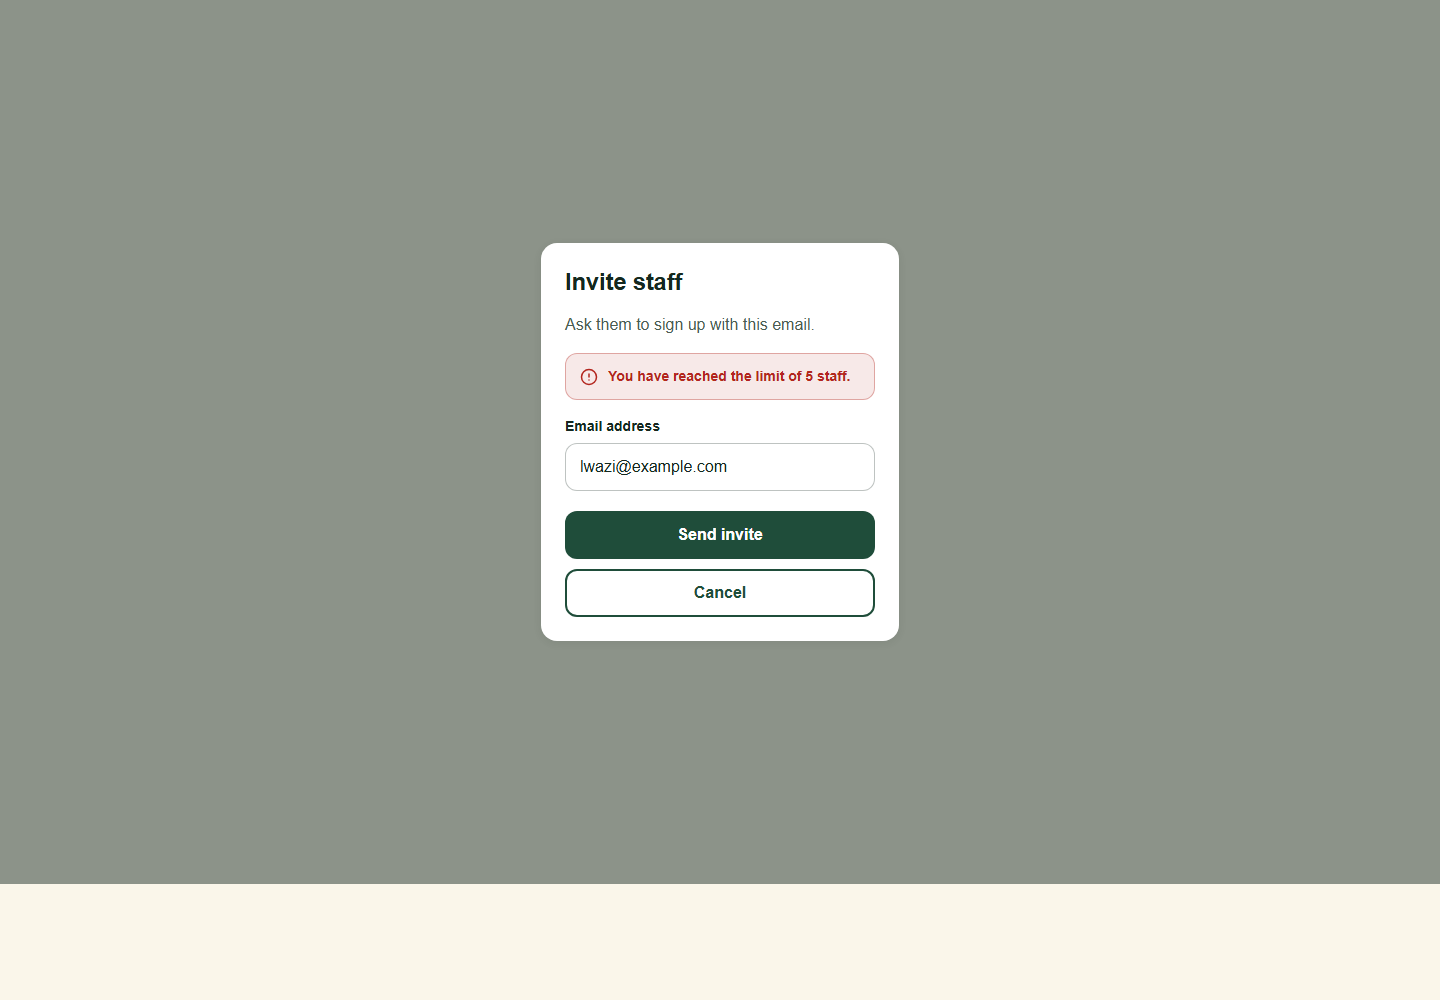 Invite staff
Ask them to sign up with this email.
You have reached the limit of 5 staff.
Email address
lwazi@example.com
Send invite
Cancel